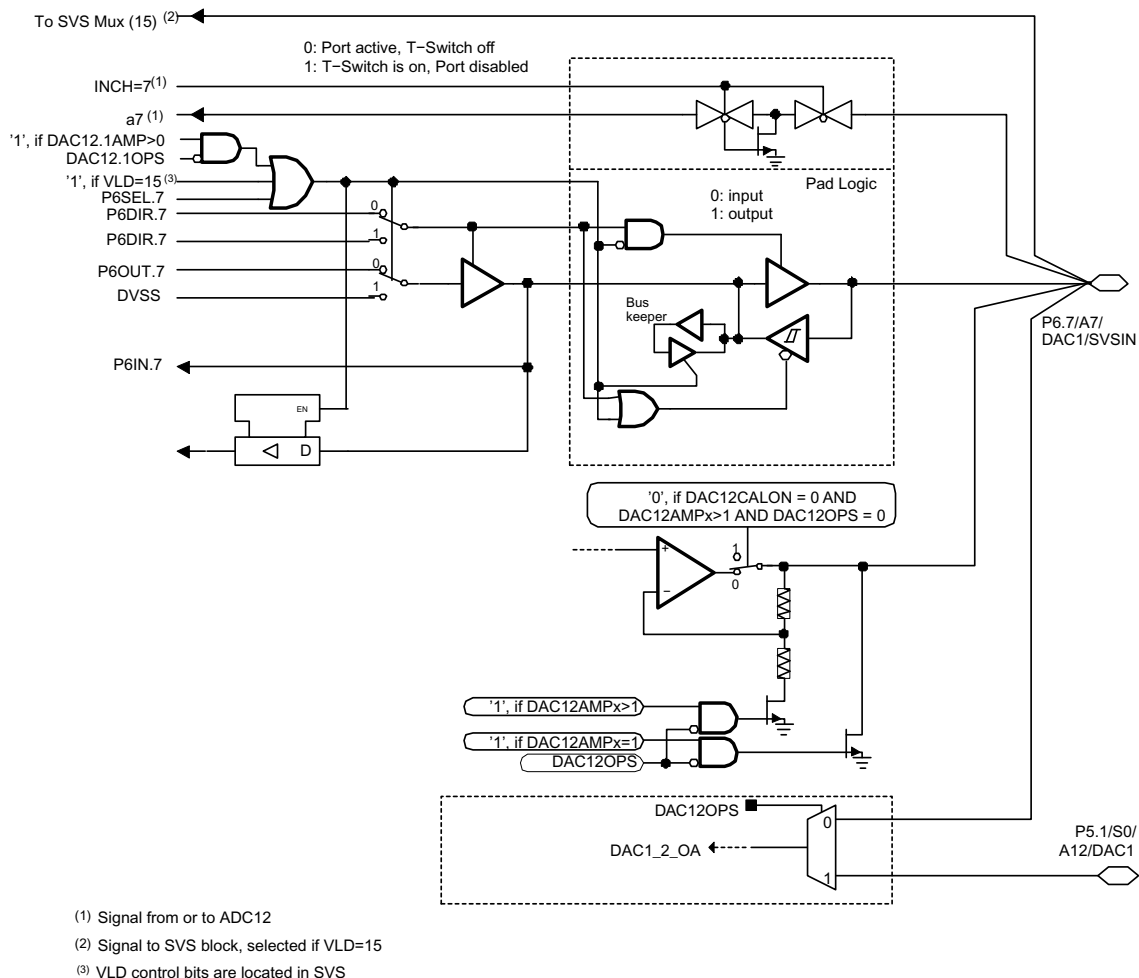 To SVS Mux (15) (2)
0: Port active, T−Switch off
1: T−Switch is on, Port disabled
INCH=7(1)
a7 (1)
'1', if DAC12.1AMP>0
DAC12.1OPS
'1', if VLD=15 (3)
P6SEL.7
P6DIR.7
0
P6DIR.7
1
P6OUT.7
0
DVSS
1
Pad Logic
0: input
1: output
Bus
keeper
P6.7/A7/
DAC1/SVSIN
P6IN.7
EN
D
'0', if DAC12CALON = 0 AND
DAC12AMPx>1 AND DAC12OPS = 0
+
−
1
0
'1', if DAC12AMPx>1
'1', if DAC12AMPx=1
DAC12OPS
DAC12OPS
0
DAC1_2_OA
1
P5.1/S0/
A12/DAC1
(1) Signal from or to ADC12
(2) Signal to SVS block, selected if VLD=15
(3) VLD control bits are located in SVS